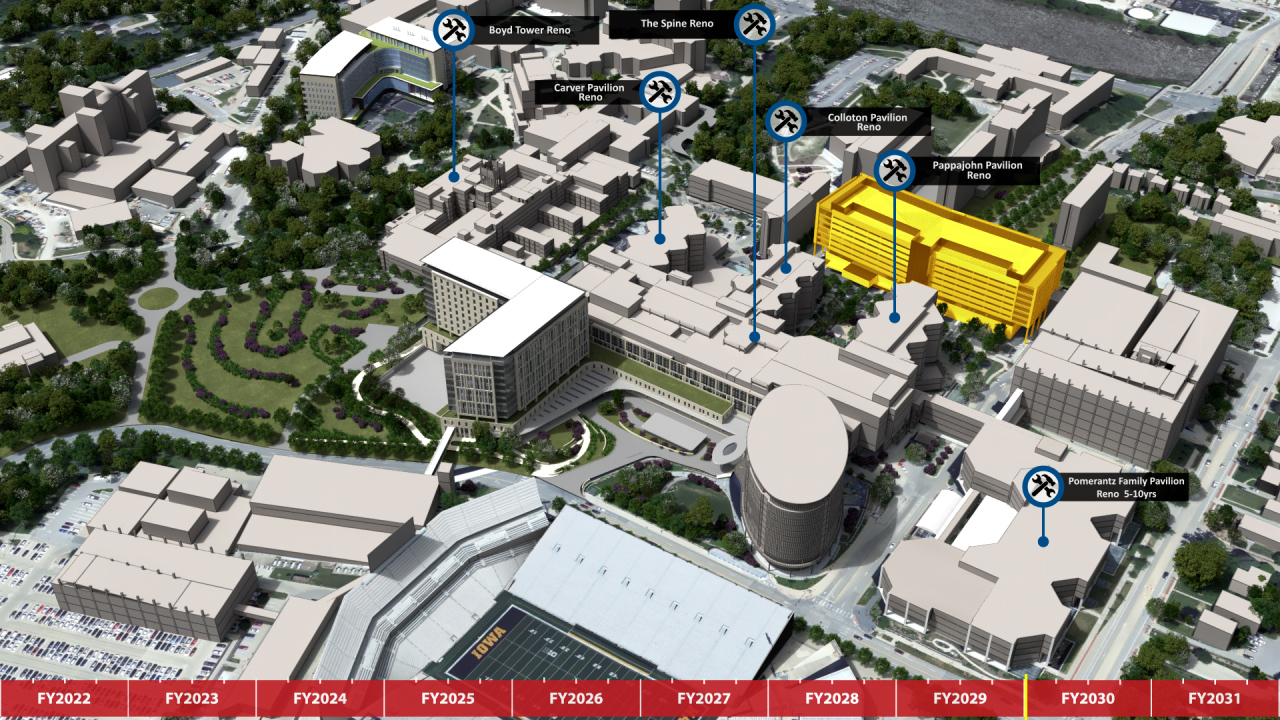 Boyd Tower Reno
The Spine Reno
Carver Pavilion
Reno
Colloton Pavilion
Reno
Pappajohn Pavilion
Reno
Pomerantz Family Pavilion
Reno 5-10yrs
IOWA
FY2022
FY2023
FY2024
FY2025
FY2026
FY2027
FY2028
FY2029
FY2030
FY2031